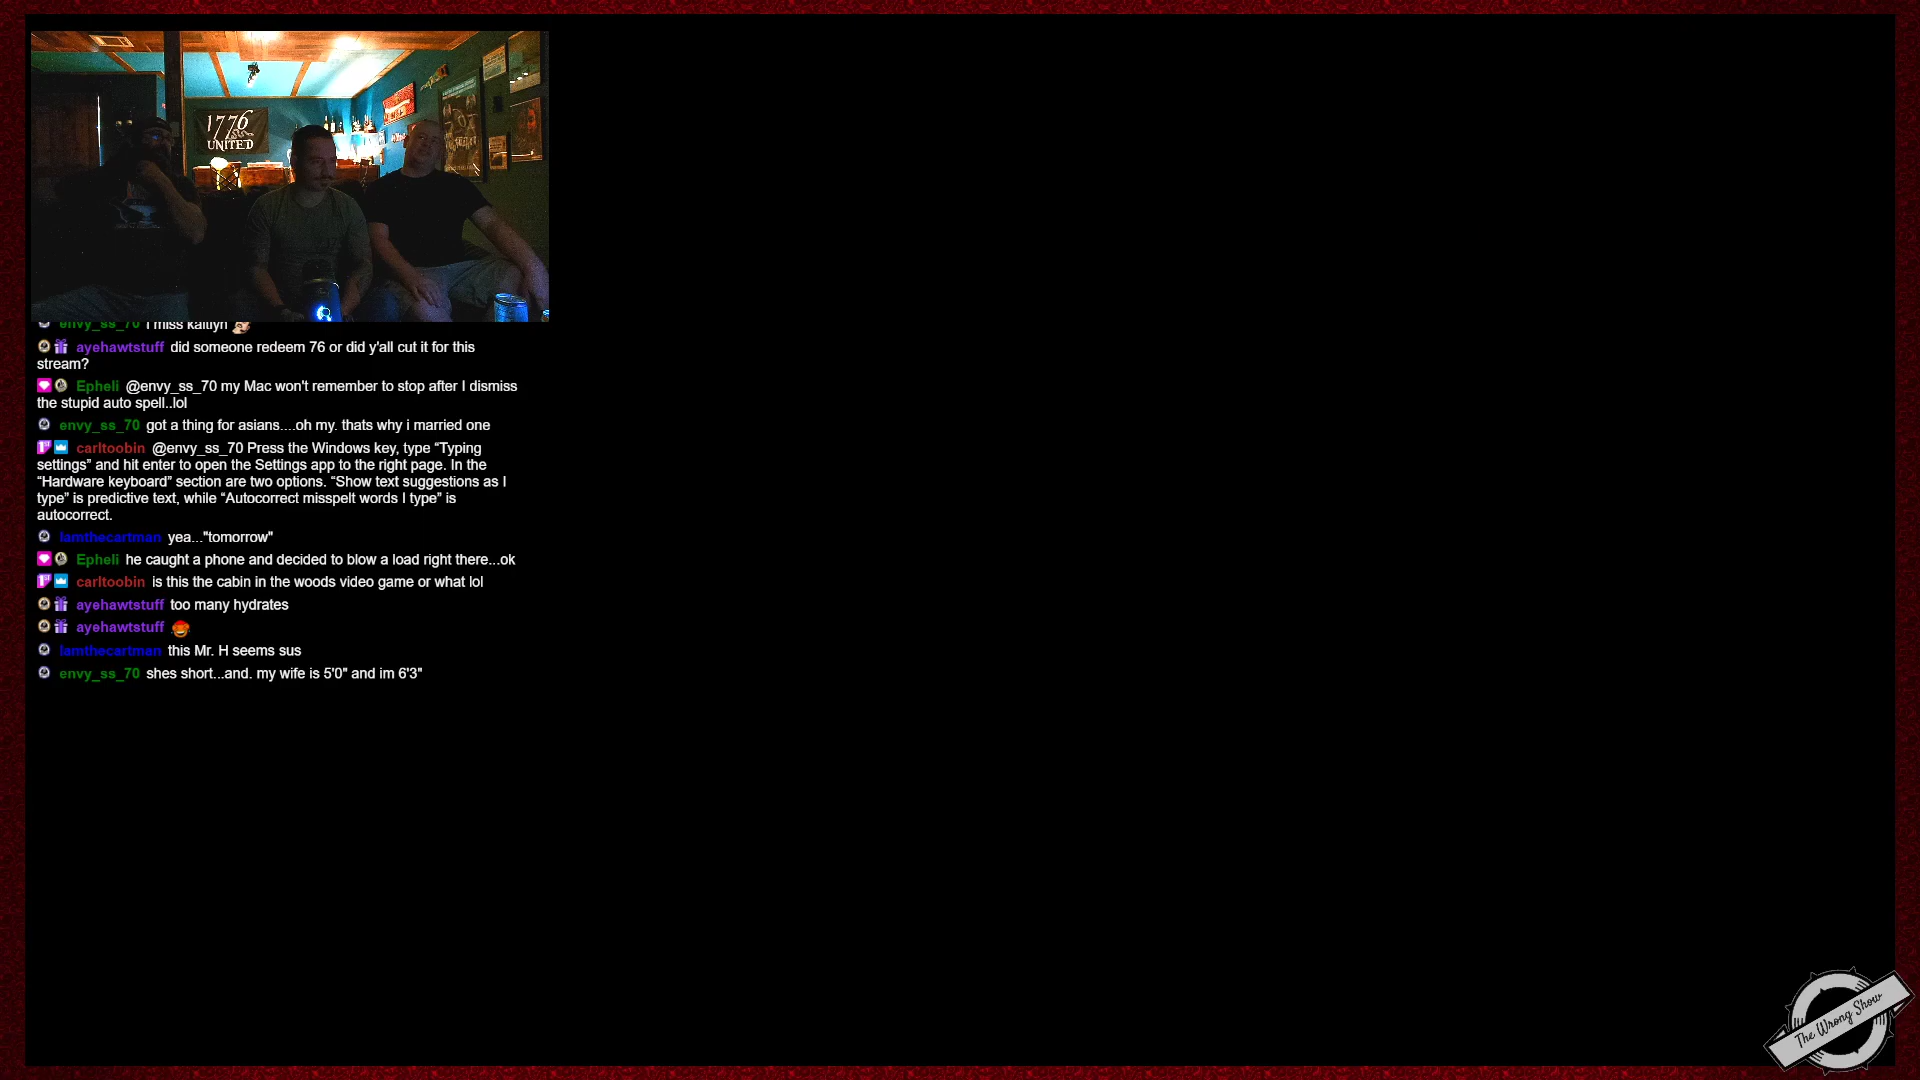 1776
UNITED
envy_ss_70 I miss kaitlyn
ayehawtstuff did someone redeem 76 or did y'all cut it for this
stream?
Epheli @envy_ss_70 my Mac won't remember to stop after I dismiss
the stupid auto spell..lol
envy_ss_70 got a thing for asians....oh my. thats why i married one
carltoobin @envy_ss_70 Press the Windows key, type “Typing
settings” and hit enter to open the Settings app to the right page. In the
“Hardware keyboard” section are two options. “Show text suggestions as I
type” is predictive text, while “Autocorrect misspelt words I type” is
autocorrect.
Iamthecartman yea..."tomorrow"
Epheli he caught a phone and decided to blow a load right there...ok
carltoobin is this the cabin in the woods video game or what lol
ayehawtstuff too many hydrates
ayehawtstuff
Iamthecartman this Mr. H seems sus
envy_ss_70 shes short...and. my wife is 5'0" and im 6'3"
The Wrong Show